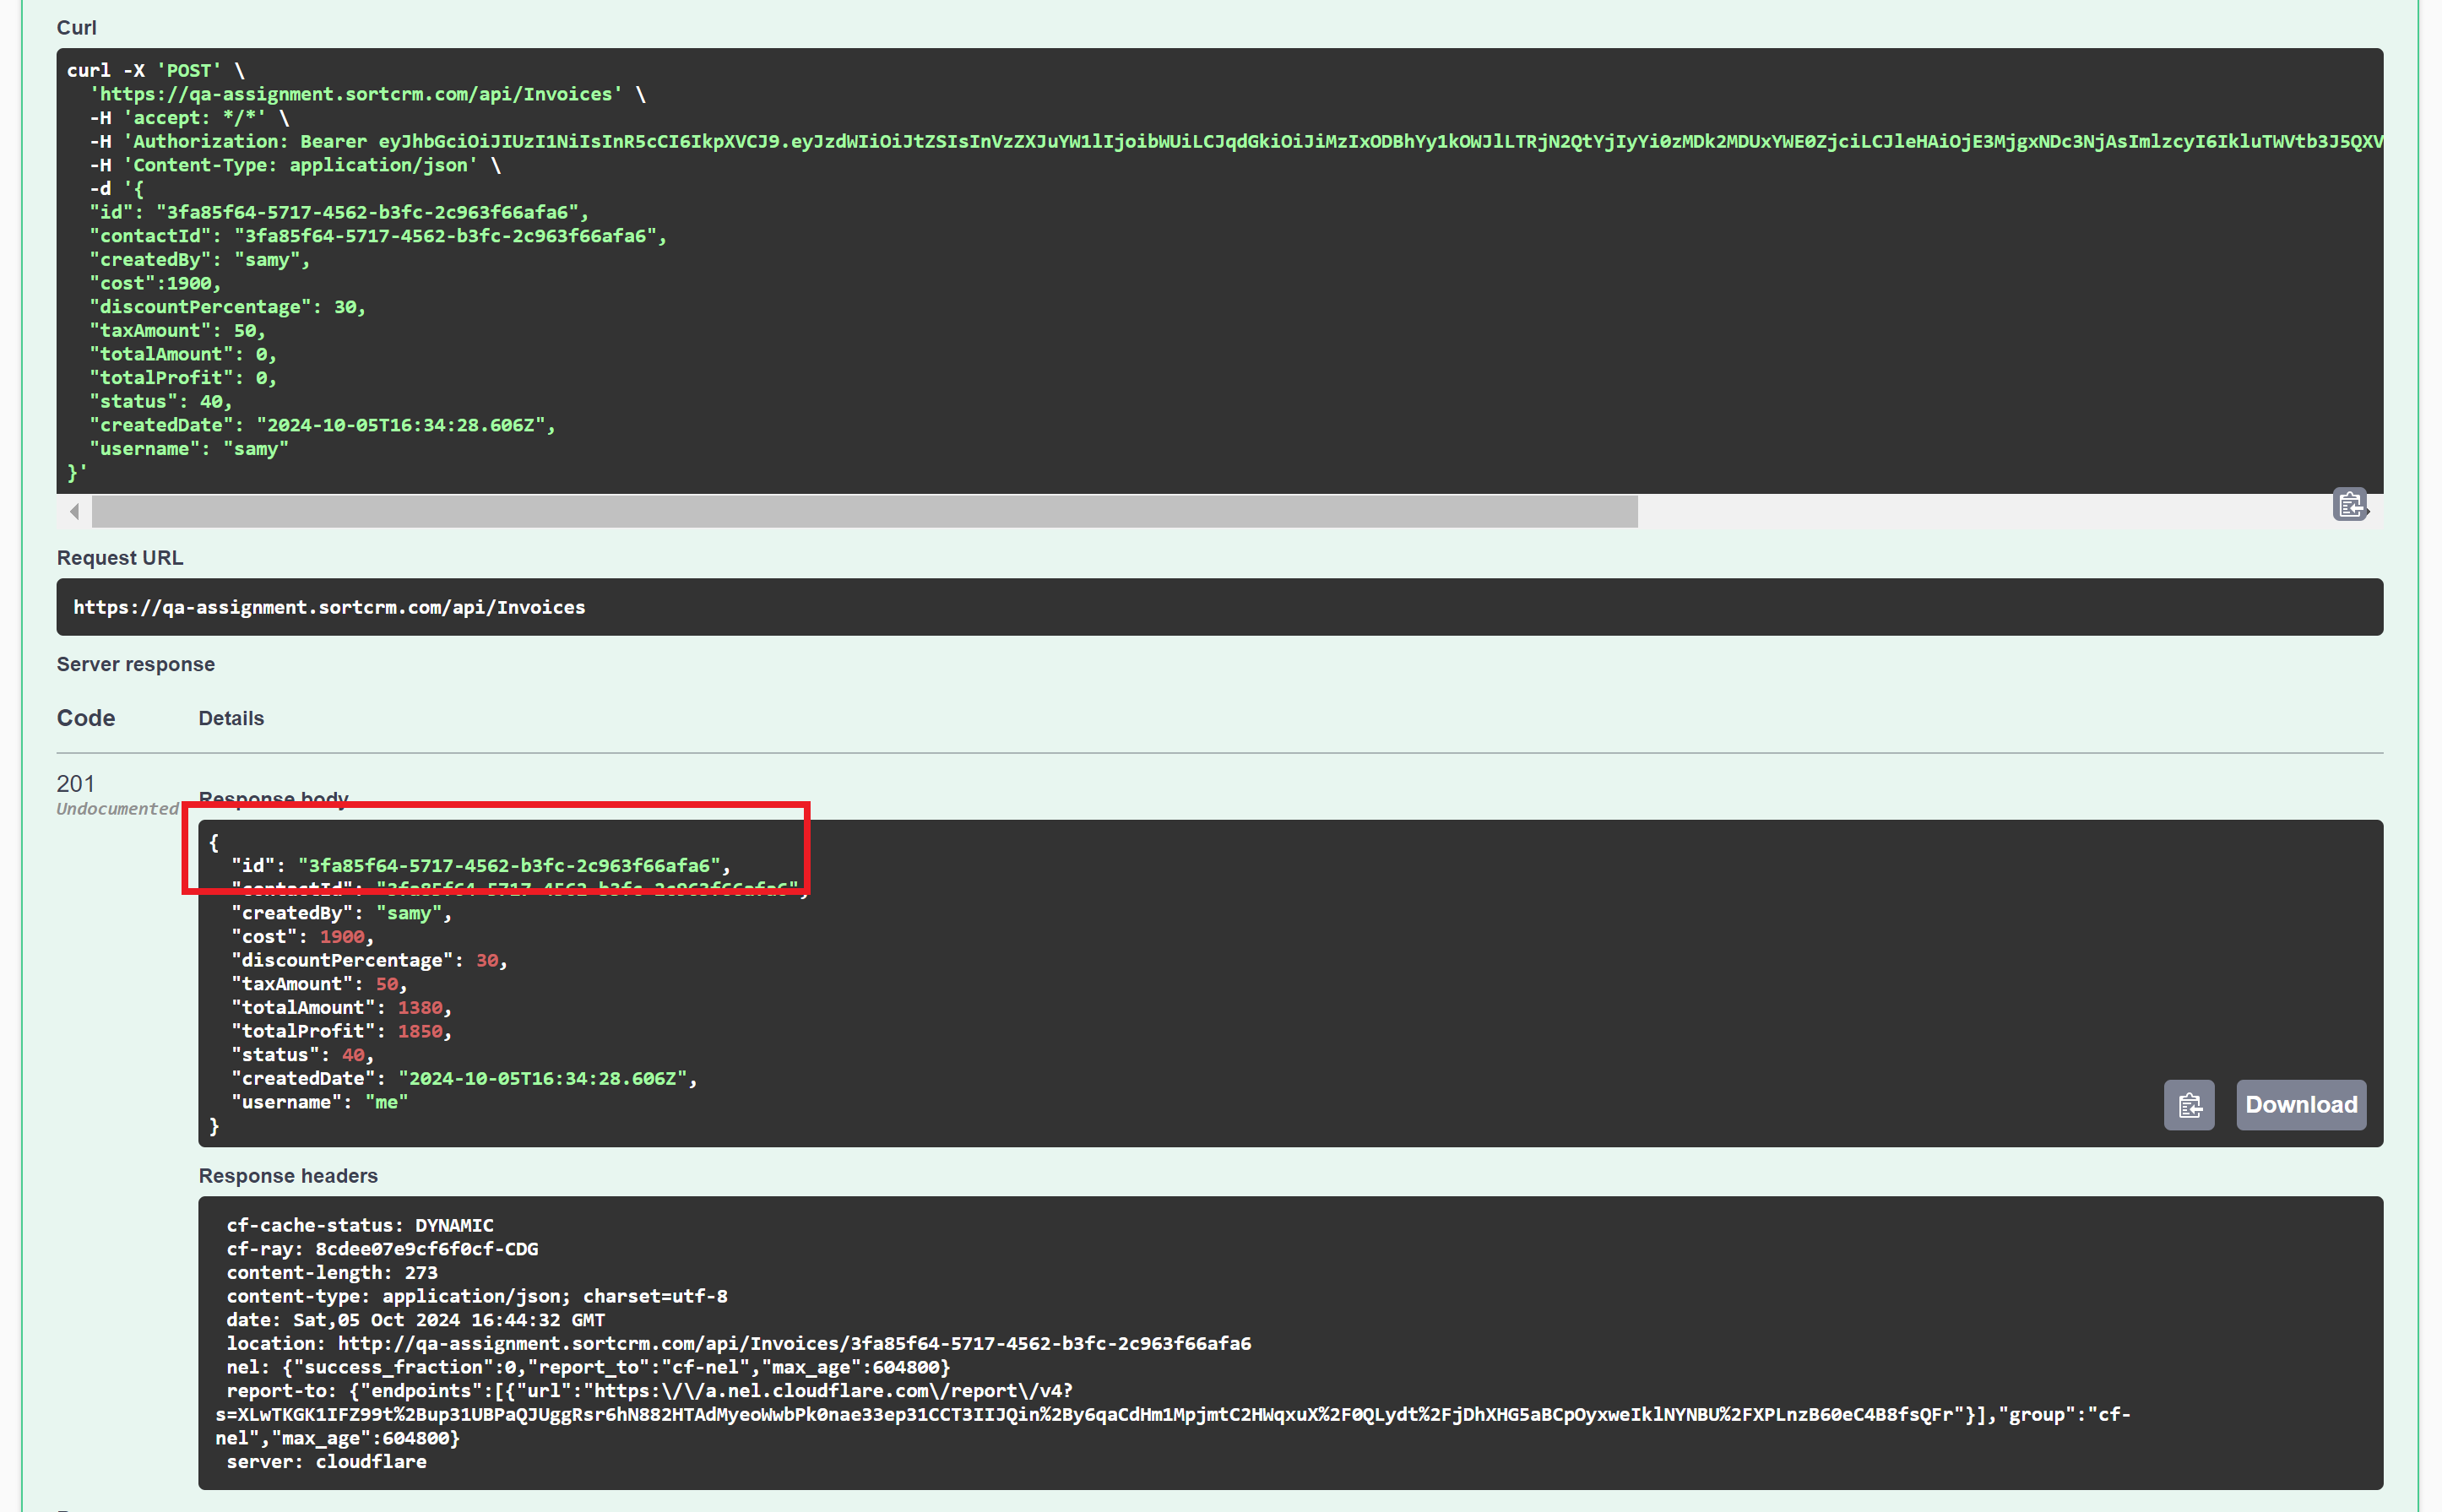 Curl
curl -X 'POST' \
'https://qa-assignment.sortcrm.com/api/Invoices' \
-H 'accept: */*' \
-H 'Authorization: Bearer eyJhbGciOiJIUzI1NiIsInR5cCI6IkpXVCJ9.eyJzdWIiOiJtZSIsInVzZXJuYW1lIjoibWUiLCJqdGkiOiJiMzIxODBhYy1kOWJlLTRjN2QtYjIyYi0zMDk2MDUxYWE0ZjciLCJleHAiOjE3MjgxNDc3NjAsImlzcyI6IkluTWVtb3J5QXV
-H 'Content-Type: application/json' \
-d '{
"id": "3fa85f64-5717-4562-b3fc-2c963f66afa6",
"contactId": "3fa85f64-5717-4562-b3fc-2c963f66afa6",
"createdBy": "samy",
"cost":1900,
"discountPercentage": 30,
"taxAmount": 50,
"totalAmount": 0,
"totalProfit": 0,
"status": 40,
"createdDate": "2024-10-05T16:34:28.606Z",
"username": "samy"
}'
Request URL
https://qa-assignment.sortcrm.com/api/Invoices
Server response
Code Details
201
Undocumented
Response body
{
"id": "3fa85f64-5717-4562-b3fc-2c963f66afa6",
"contactId": "3fa85f64-5717-4562-b3fc-2c963f66afa6",
"createdBy": "samy",
"cost": 1900,
"discountPercentage": 30,
"taxAmount": 50,
"totalAmount": 1380,
"totalProfit": 1850,
"status": 40,
"createdDate": "2024-10-05T16:34:28.606Z",
"username": "me"
}
Download
Response headers
cf-cache-status: DYNAMIC
cf-ray: 8cdee07e9cf6f0cf-CDG
content-length: 273
content-type: application/json; charset=utf-8
date: Sat,05 Oct 2024 16:44:32 GMT
location: http://qa-assignment.sortcrm.com/api/Invoices/3fa85f64-5717-4562-b3fc-2c963f66afa6
nel: {"success_fraction":0,"report_to":"cf-nel","max_age":604800}
report-to: {"endpoints":[{"url":"https:\/\/a.nel.cloudflare.com\/report\/v4?
s=XLwTKGK1IFZ99t%2Bup31UBPaQJUggRsr6hN882HTAdMyeoWwbPk0nae33ep31CCT3IIJQin%2By6qaCdHm1MpjmtC2HWqxuX%2F0QLydt%2FjDhXHG5aBCpOyxweIklNYNBU%2FXPLnzB60eC4B8fsQFr"}],"group":"cf-
nel","max_age":604800}
server: cloudflare